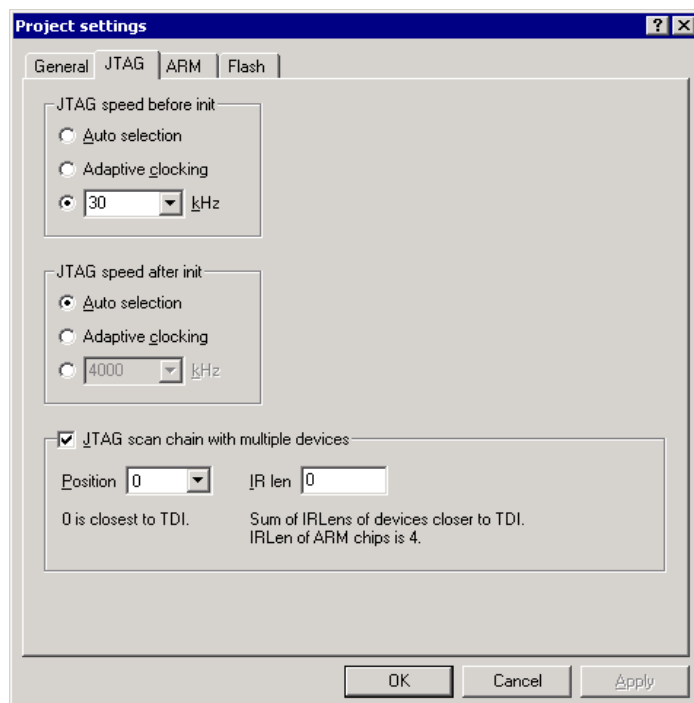 Project settings
General JTAG ARM Flash
JTAG speed before init
Auto selection
Adaptive clocking
30 kHz
JTAG speed after init
Auto selection
Adaptive clocking
4000 kHz
JTAG scan chain with multiple devices
Position 0 IR len 0
0 is closest to TDI. Sum of IRLens of devices closer to TDI.
IRLen of ARM chips is 4.
OK Cancel Apply